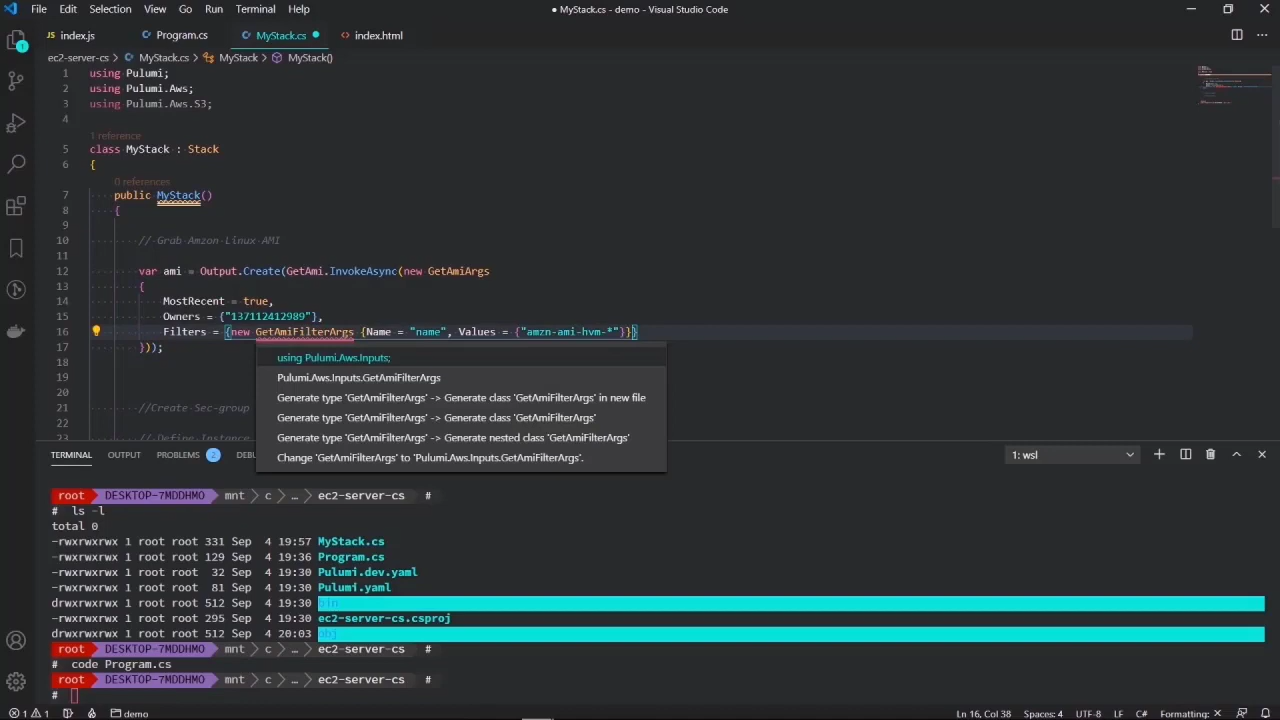 File Edit Selection View Go Run Terminal Help
● MyStack.cs - demo - Visual Studio Code
JS index.js
Program.cs
MyStack.cs ●
<> index.html
1
ec2-server-cs > MyStack.cs > MyStack > MyStack()
1 using Pulumi;
2 using Pulumi.Aws;
3 using Pulumi.Aws.S3;
4
1 reference
5 class MyStack : Stack
6 {
0 references
7 public MyStack()
8 {
9
10 // Grab Amzon Linux AMI
11
12 var ami = Output.Create(GetAmi.InvokeAsync(new GetAmiArgs
13 {
14 MostRecent = true,
15 Owners = {"137112412989"},
16 Filters = {new GetAmiFilterArgs {Name = "name", Values = {"amzn-ami-hvm-*"}}}
17 }));
18
19
20
21 //Create Sec-group
22
23 // Define Instance
using Pulumi.Aws.Inputs;
Pulumi.Aws.Inputs.GetAmiFilterArgs
Generate type 'GetAmiFilterArgs' -> Generate class 'GetAmiFilterArgs' in new file
Generate type 'GetAmiFilterArgs' -> Generate class 'GetAmiFilterArgs'
Generate type 'GetAmiFilterArgs' -> Generate nested class 'GetAmiFilterArgs'
Change 'GetAmiFilterArgs' to 'Pulumi.Aws.Inputs.GetAmiFilterArgs'.
TERMINAL OUTPUT PROBLEMS 2 DEBU
1: wsl
root DESKTOP-7MDDHMO mnt > c > … > ec2-server-cs #
# ls -l
total 0
-rwxrwxrwx 1 root root 331 Sep 4 19:57 MyStack.cs
-rwxrwxrwx 1 root root 129 Sep 4 19:36 Program.cs
-rwxrwxrwx 1 root root 32 Sep 4 19:30 Pulumi.dev.yaml
-rwxrwxrwx 1 root root 81 Sep 4 19:30 Pulumi.yaml
drwxrwxrwx 1 root root 512 Sep 4 19:30 bin
-rwxrwxrwx 1 root root 295 Sep 4 19:30 ec2-server-cs.csproj
drwxrwxrwx 1 root root 512 Sep 4 20:03 obj
root DESKTOP-7MDDHMO mnt > c > … > ec2-server-cs #
# code Program.cs
root DESKTOP-7MDDHMO mnt > c > … > ec2-server-cs #
#
1 1 demo
Ln 16, Col 38 Spaces: 4 UTF-8 LF C# Formatting: ×